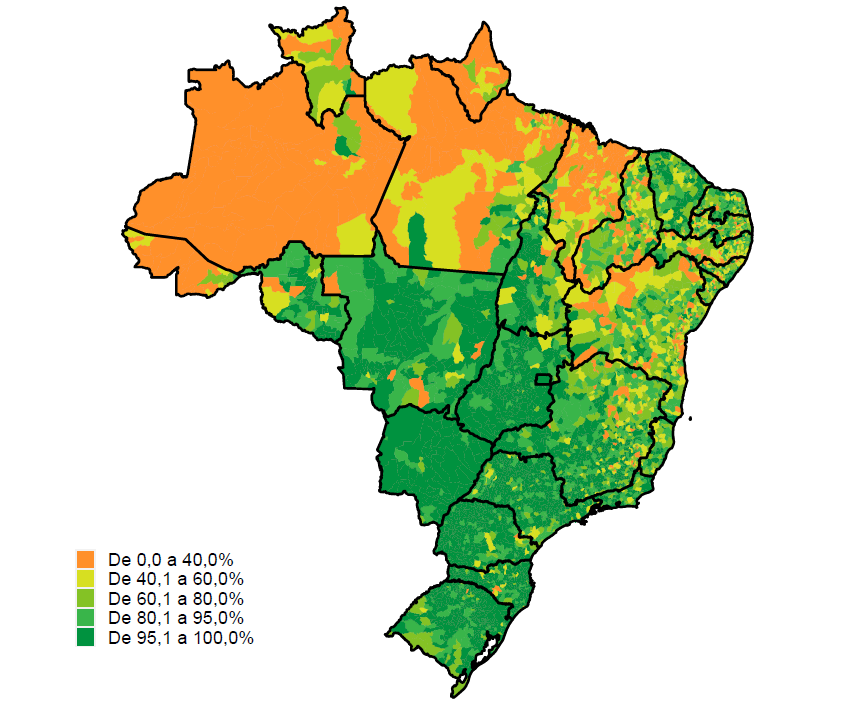 De 0,0 a 40,0%
De 40,1 a 60,0%
De 60,1 a 80,0%
De 80,1 a 95,0%
De 95,1 a 100,0%